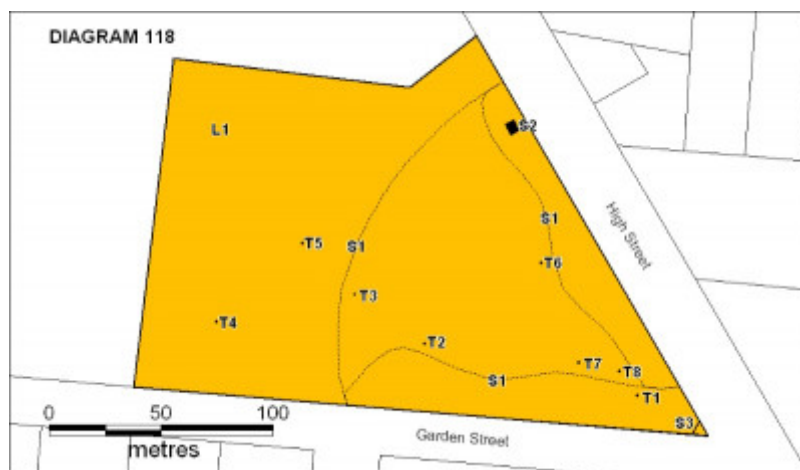 DIAGRAM 118
L1
S2
S1
High Street
T5
S1
T6
T3
T4
T2
T7
T8
S1
T1
S3
0 50 100
metres
Garden Street